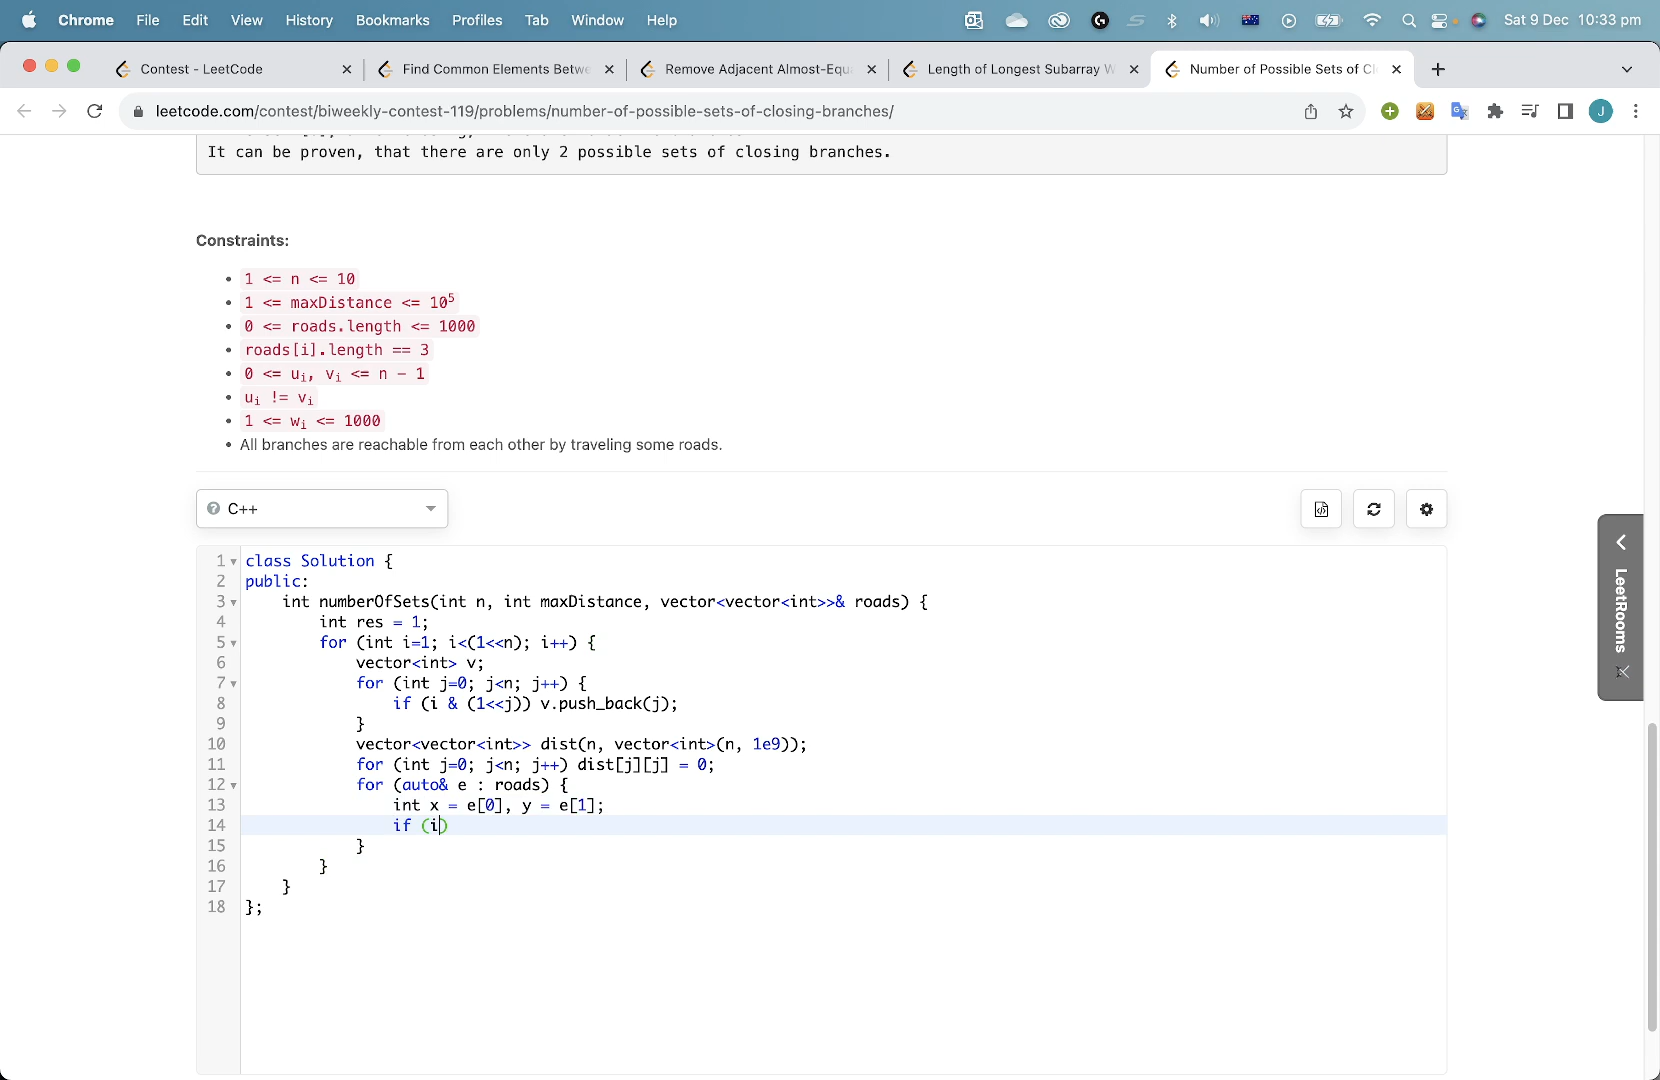 Chrome File Edit View History Bookmarks Profiles Tab Window Help Sat 9 Dec 10:33 pm
Contest - LeetCode Find Common Elements Betwe Remove Adjacent Almost-Equ Length of Longest Subarray W Number of Possible Sets of Cl
leetcode.com/contest/biweekly-contest-119/problems/number-of-possible-sets-of-closing-branches/ J
It can be proven, that there are only 2 possible sets of closing branches.
Constraints:
• 1 <= n <= 10
• 1 <= maxDistance <= 10⁵
• 0 <= roads.length <= 1000
• roads[i].length == 3
• 0 <= uᵢ, vᵢ <= n - 1
• uᵢ != vᵢ
• 1 <= wᵢ <= 1000
• All branches are reachable from each other by traveling some roads.
C++
LeetRooms
1 class Solution {
2 public:
3 int numberOfSets(int n, int maxDistance, vector<vector<int>>& roads) {
4 int res = 1;
5 for (int i=1; i<(1<<n); i++) {
6 vector<int> v;
7 for (int j=0; j<n; j++) {
8 if (i & (1<<j)) v.push_back(j);
9 }
10 vector<vector<int>> dist(n, vector<int>(n, 1e9));
11 for (int j=0; j<n; j++) dist[j][j] = 0;
12 for (auto& e : roads) {
13 int x = e[0], y = e[1];
14 if (i)
15 }
16 }
17 }
18 };